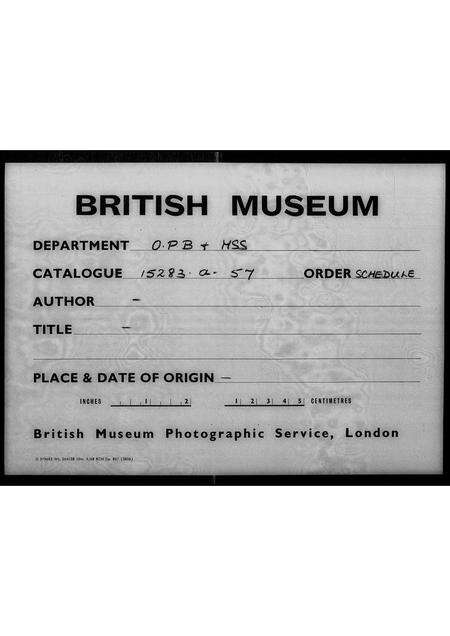 BRITISH MUSEUM
DEPARTMENT O.P.B + MSS
CATALOGUE 15283.a.57 ORDER SCHEDULE
AUTHOR –
TITLE –
PLACE & DATE OF ORIGIN –
INCHES 1 2 1 2 3 4 5 CENTIMETRES
British Museum Photographic Service, London